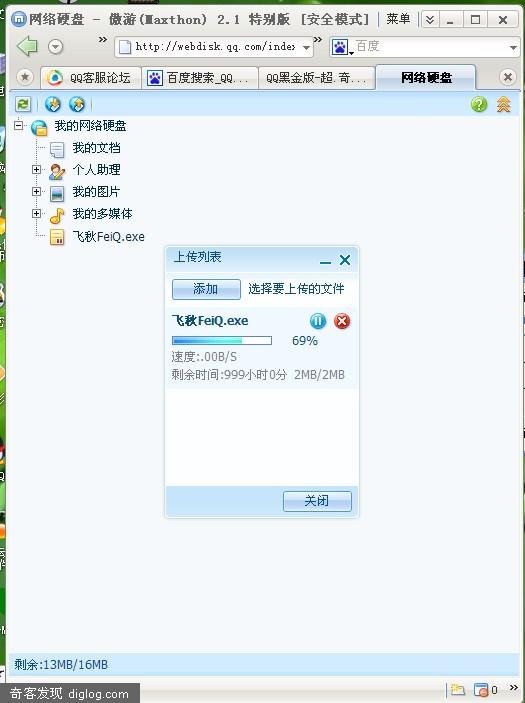 网络硬盘 - 傲游(Maxthon) 2.1 特别版 [安全模式] 菜单
http://webdisk.qq.com/index 百度
QQ客服论坛 百度搜索_QQ... QQ黑金版-超. 奇... 网络硬盘
我的网络硬盘
我的文档
个人助理
我的图片
我的多媒体
飞秋FeiQ.exe
上传列表
添加 选择要上传的文件
飞秋FeiQ.exe
69%
速度:.00B/S
剩余时间:999小时0分 2MB/2MB
关闭
剩余:13MB/16MB
奇客发现 diglog.com
0